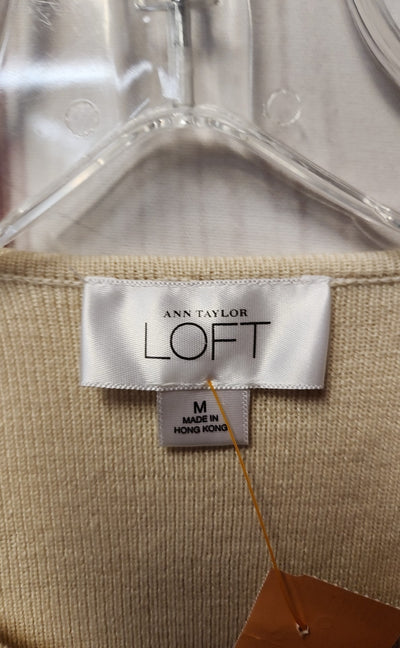 ANN TAYLOR
LOFT
M
MADE IN
HONG KONG